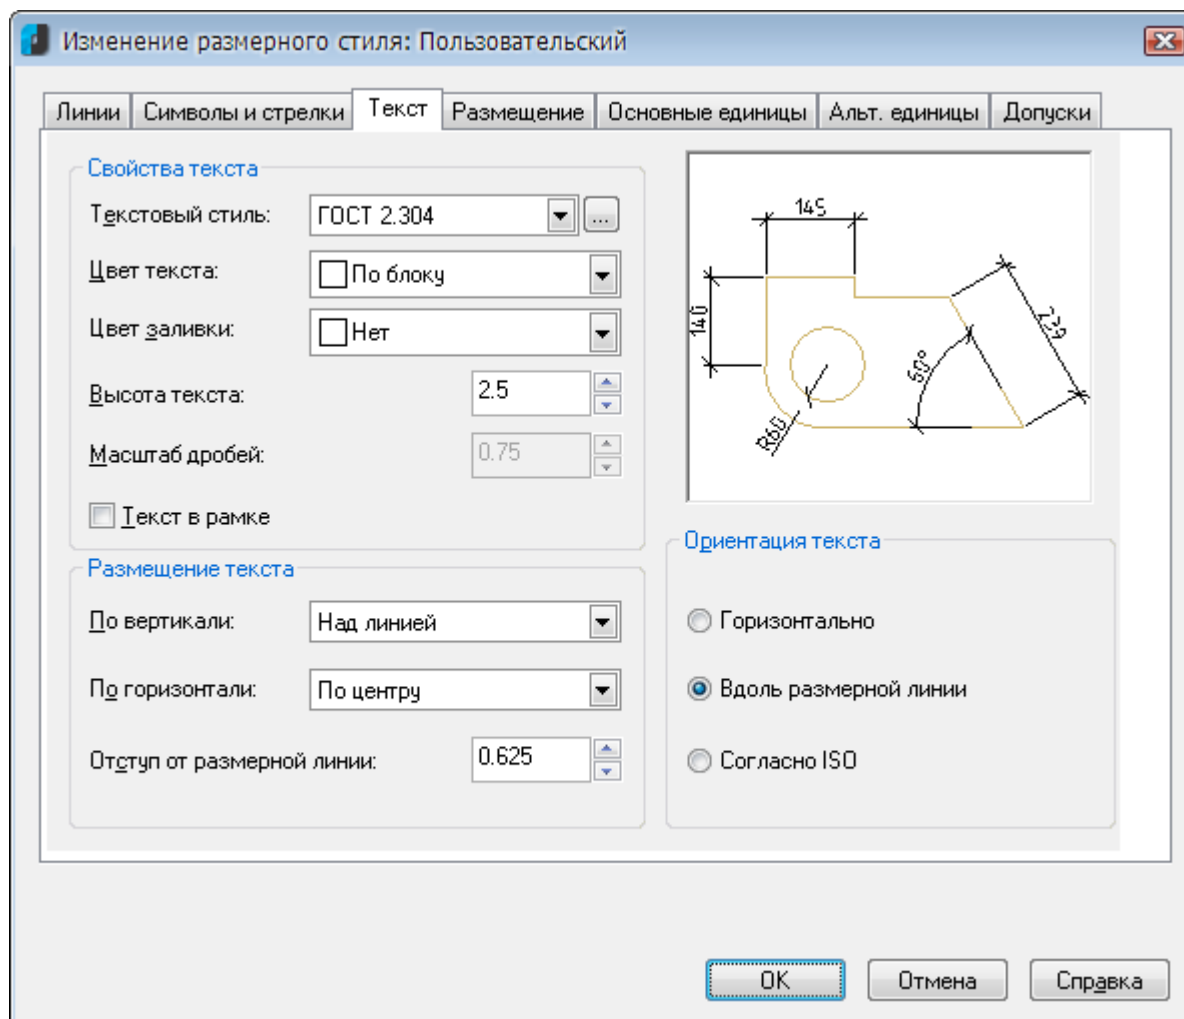 Изменение размерного стиля: Пользовательский
Линии
Символы и стрелки
Текст
Размещение
Основные единицы
Альт. единицы
Допуски
Свойства текста
Текстовый стиль:
ГОСТ 2.304
...
Цвет текста:
По блоку
Цвет заливки:
Нет
Высота текста:
2.5
Масштаб дробей:
0.75
Текст в рамке
145
140
239
60°
R60
Размещение текста
По вертикали:
Над линией
По горизонтали:
По центру
Отступ от размерной линии:
0.625
Ориентация текста
Горизонтально
Вдоль размерной линии
Согласно ISO
OK
Отмена
Справка